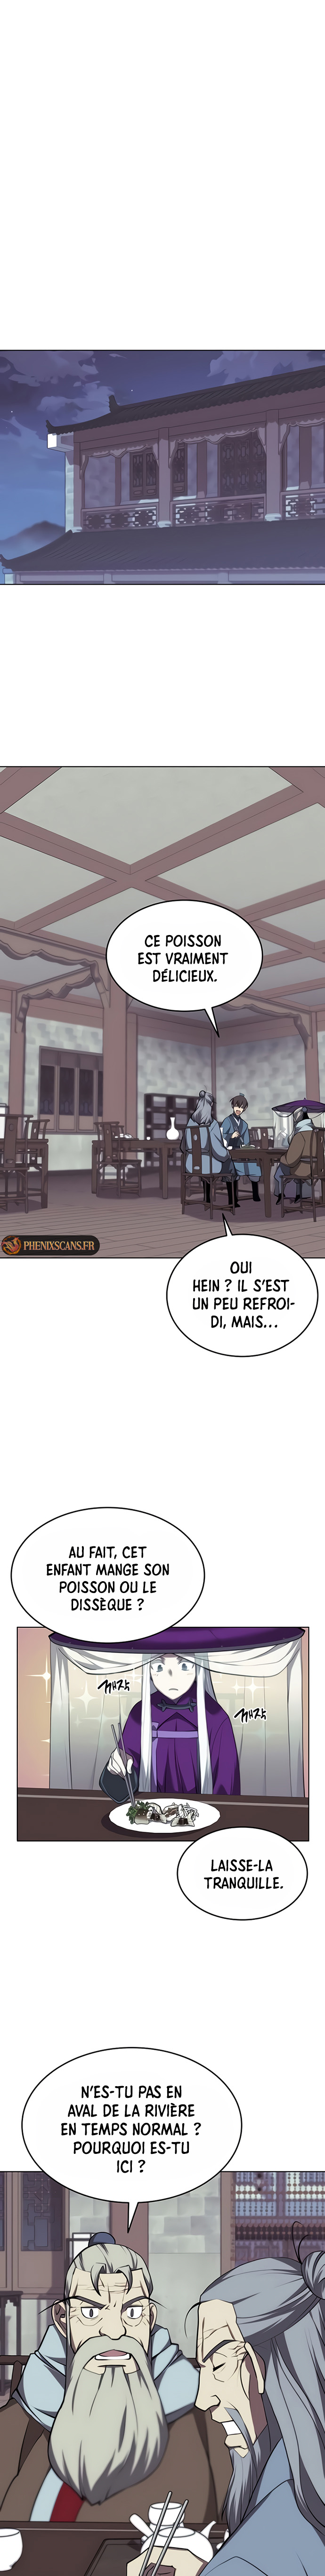 CE POISSON
EST VRAIMENT
DÉLICIEUX.
PHENIXSCANS.FR
OUI
HEIN ? IL S'EST
UN PEU REFROI-
DI, MAIS...
AU FAIT, CET
ENFANT MANGE SON
POISSON OU LE
DISSÈQUE ?
LAISSE-LA
TRANQUILLE.
N'ES-TU PAS EN
AVAL DE LA RIVIÈRE
EN TEMPS NORMAL ?
POURQUOI ES-TU
ICI ?